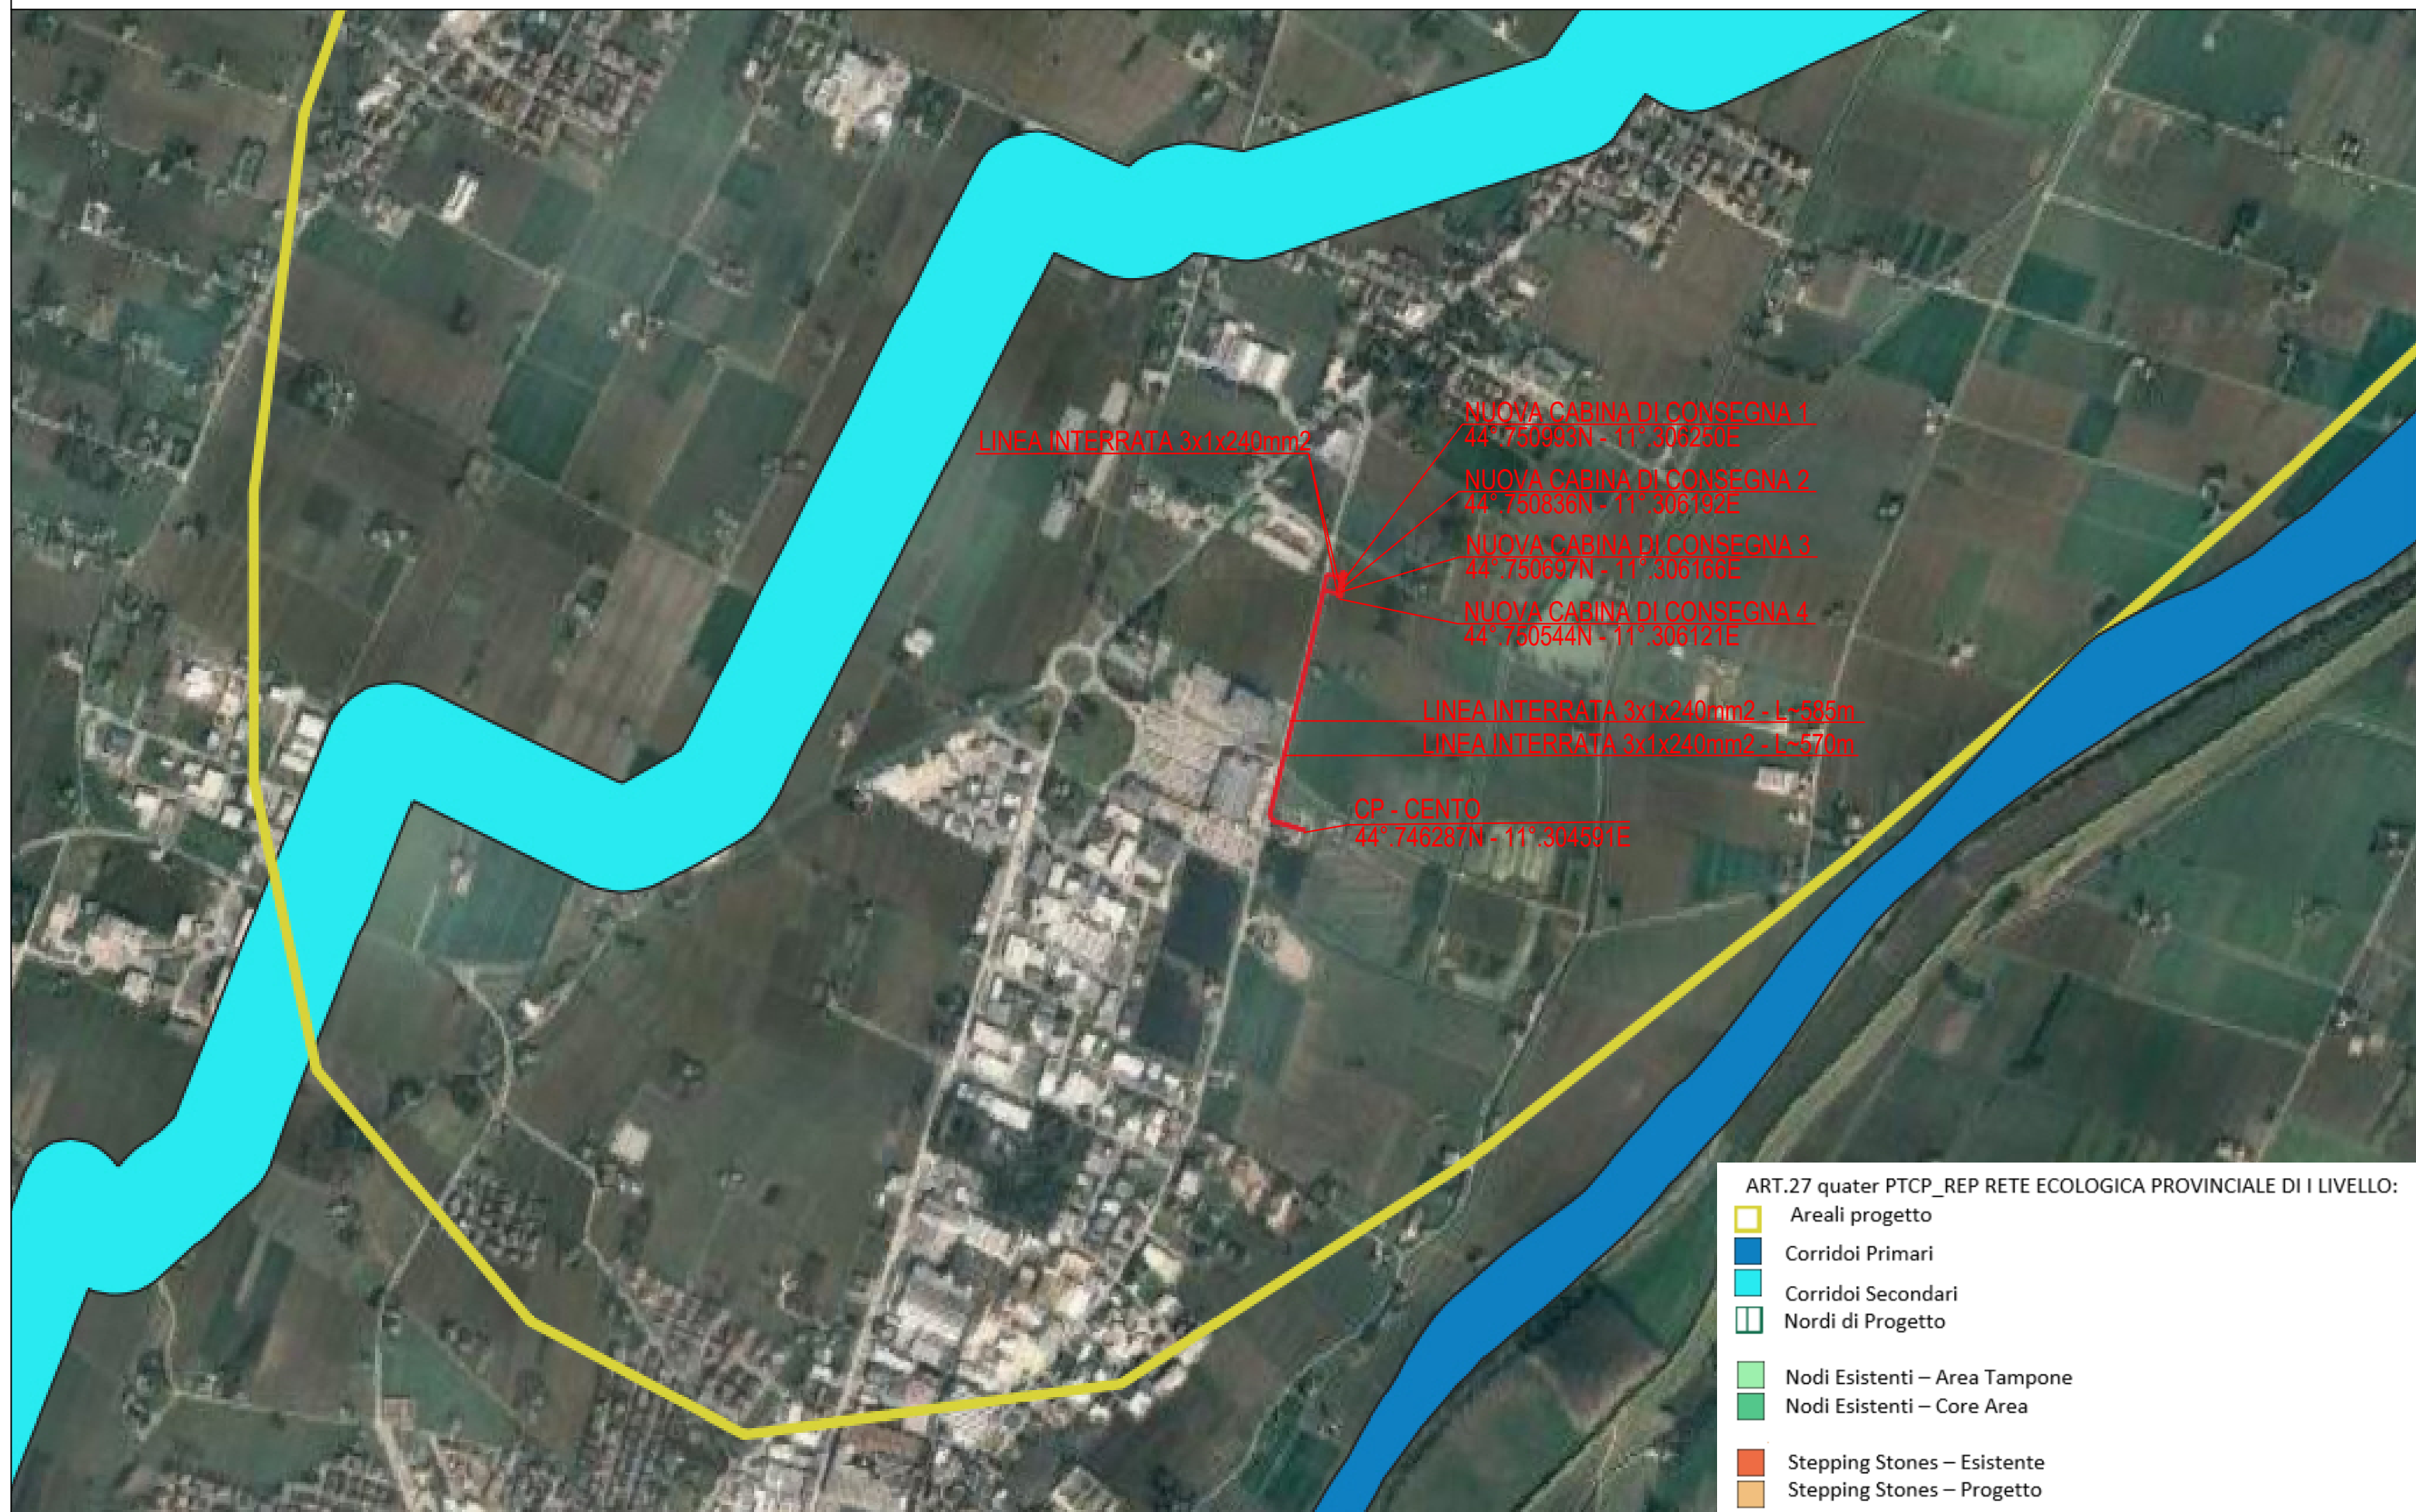 LINEA INTERRATA 3x1x240mm2
NUOVA CABINA DI CONSEGNA 1
44°.750993N - 11°.306250E
NUOVA CABINA DI CONSEGNA 2
44°.750836N - 11°.306192E
NUOVA CABINA DI CONSEGNA 3
44°.750697N - 11°.306166E
NUOVA CABINA DI CONSEGNA 4
44°.750544N - 11°.306121E
LINEA INTERRATA 3x1x240mm2 - L~585m
LINEA INTERRATA 3x1x240mm2 - L~570m
CP - CENTO
44°.746287N - 11°.304591E
ART.27 quater PTCP_REP RETE ECOLOGICA PROVINCIALE DI I LIVELLO:
Areali progetto
Corridoi Primari
Corridoi Secondari
Nordi di Progetto
Nodi Esistenti – Area Tampone
Nodi Esistenti – Core Area
Stepping Stones – Esistente
Stepping Stones – Progetto